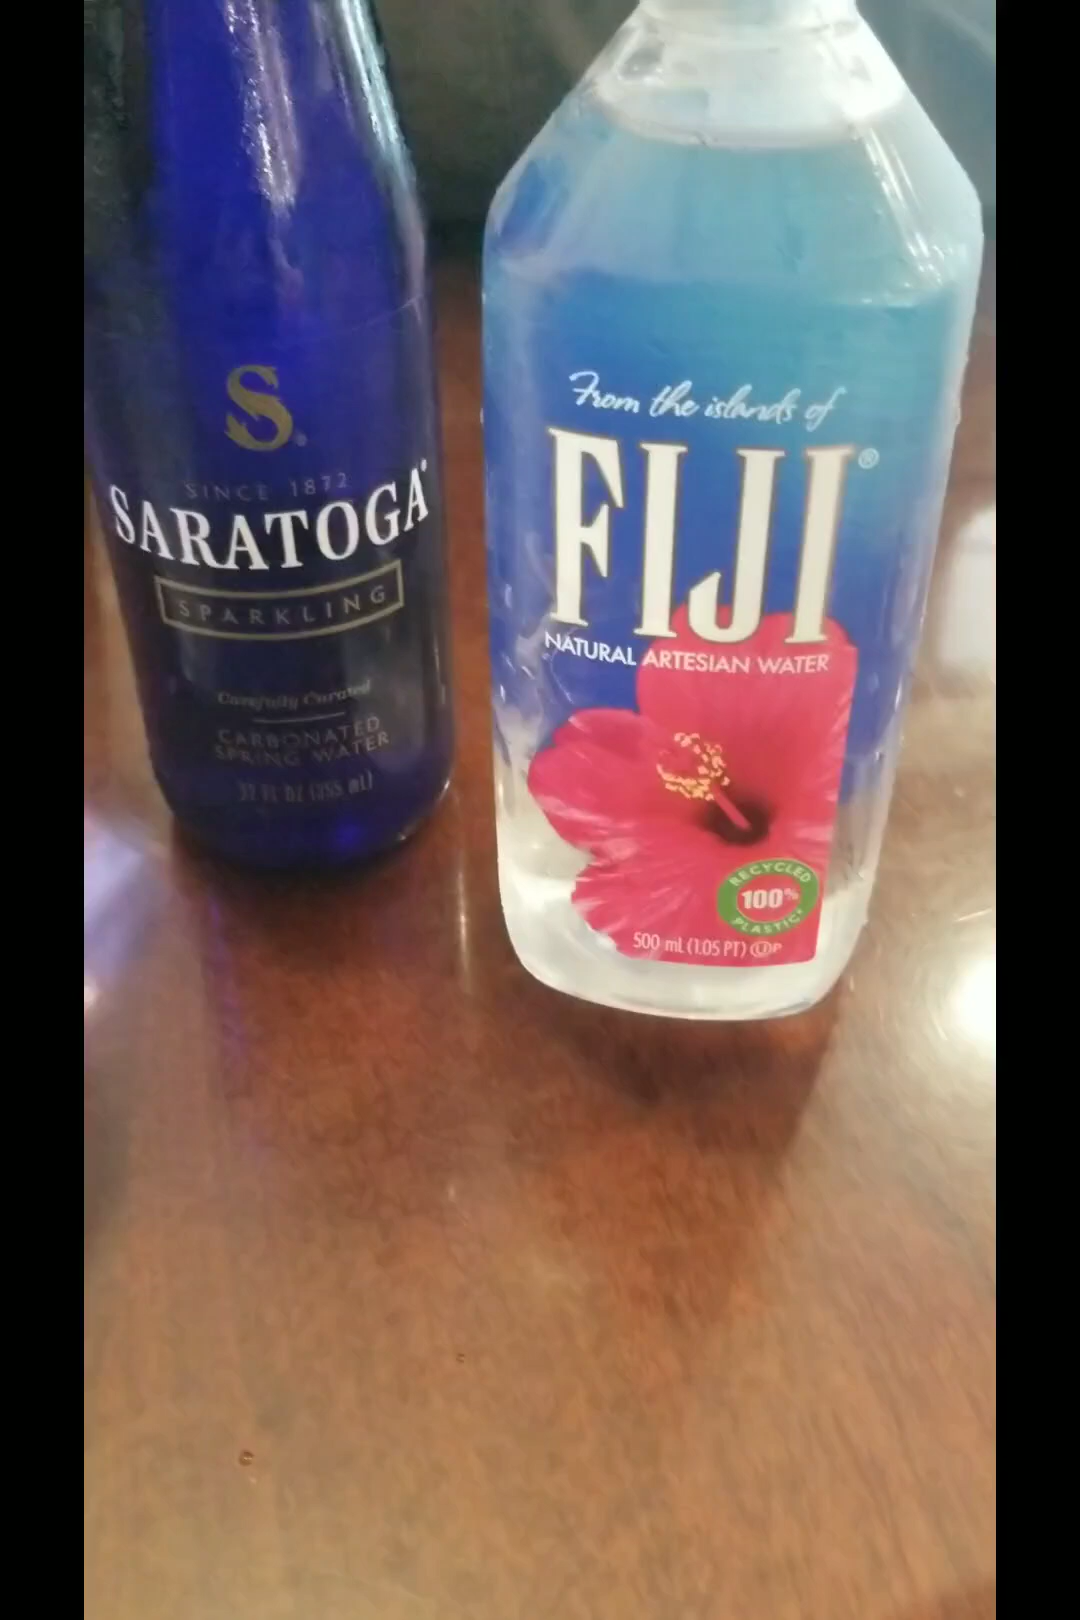 S
SINCE 1872
SARATOGA
SPARKLING
Carefully Curated
CARBONATED
SPRING WATER
From the islands of
FIJI®
NATURAL ARTESIAN WATER
RECYCLED
100%
PLASTIC*
500 mL (1.05 PT)